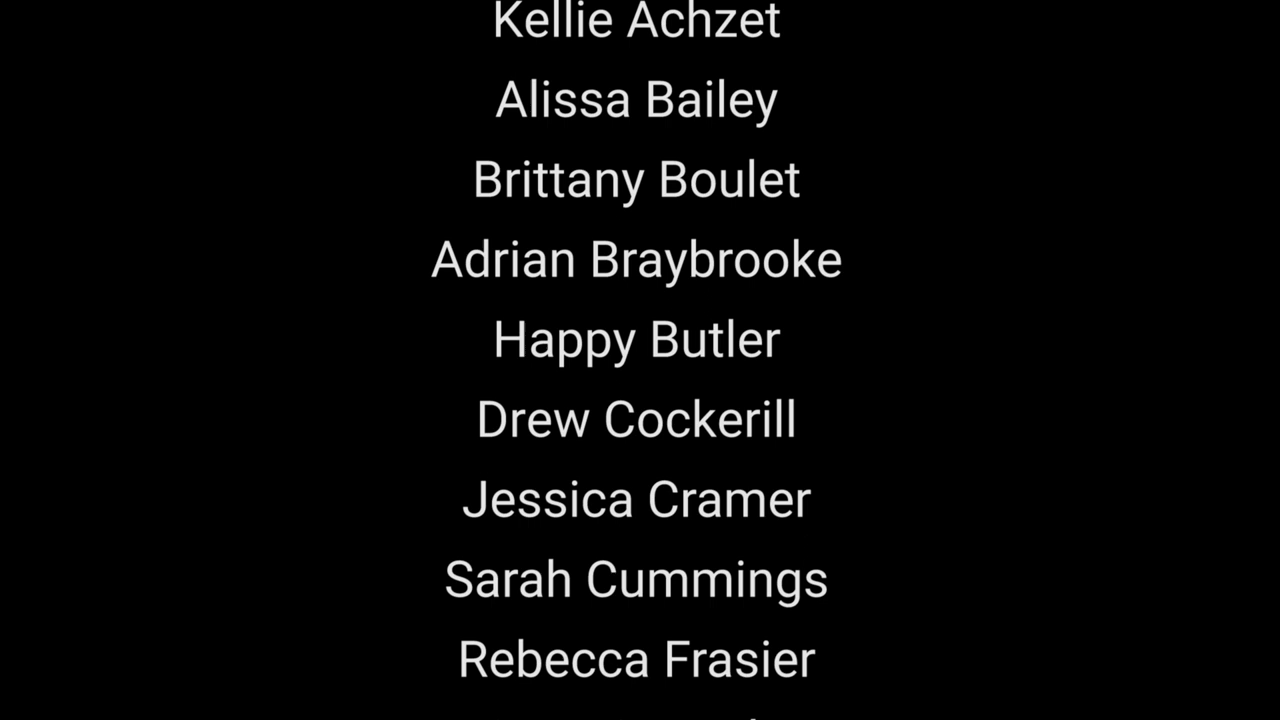 Kellie Achzet
Alissa Bailey
Brittany Boulet
Adrian Braybrooke
Happy Butler
Drew Cockerill
Jessica Cramer
Sarah Cummings
Rebecca Frasier